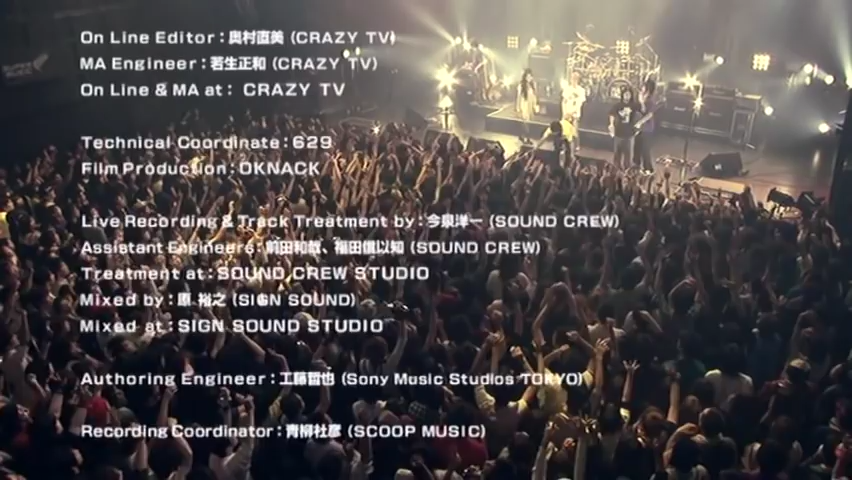 On Line Editor：奥村直美 (CRAZY TV)
MA Engineer：若生正和 (CRAZY TV)
On Line & MA at： CRAZY TV
Technical Coordinate：629
Film Production：OKNACK
Live Recording & Track Treatment by：今泉洋一 (SOUND CREW)
Assistant Engineers：前田和哉、福田慎以知 (SOUND CREW)
Treatment at：SOUND CREW STUDIO
Mixed by：原 裕之 (SIGN SOUND)
Mixed at：SIGN SOUND STUDIO
Authoring Engineer：工藤哲也 (Sony Music Studios TOKYO)
Recording Coordinator：青柳社彦 (SCOOP MUSIC)